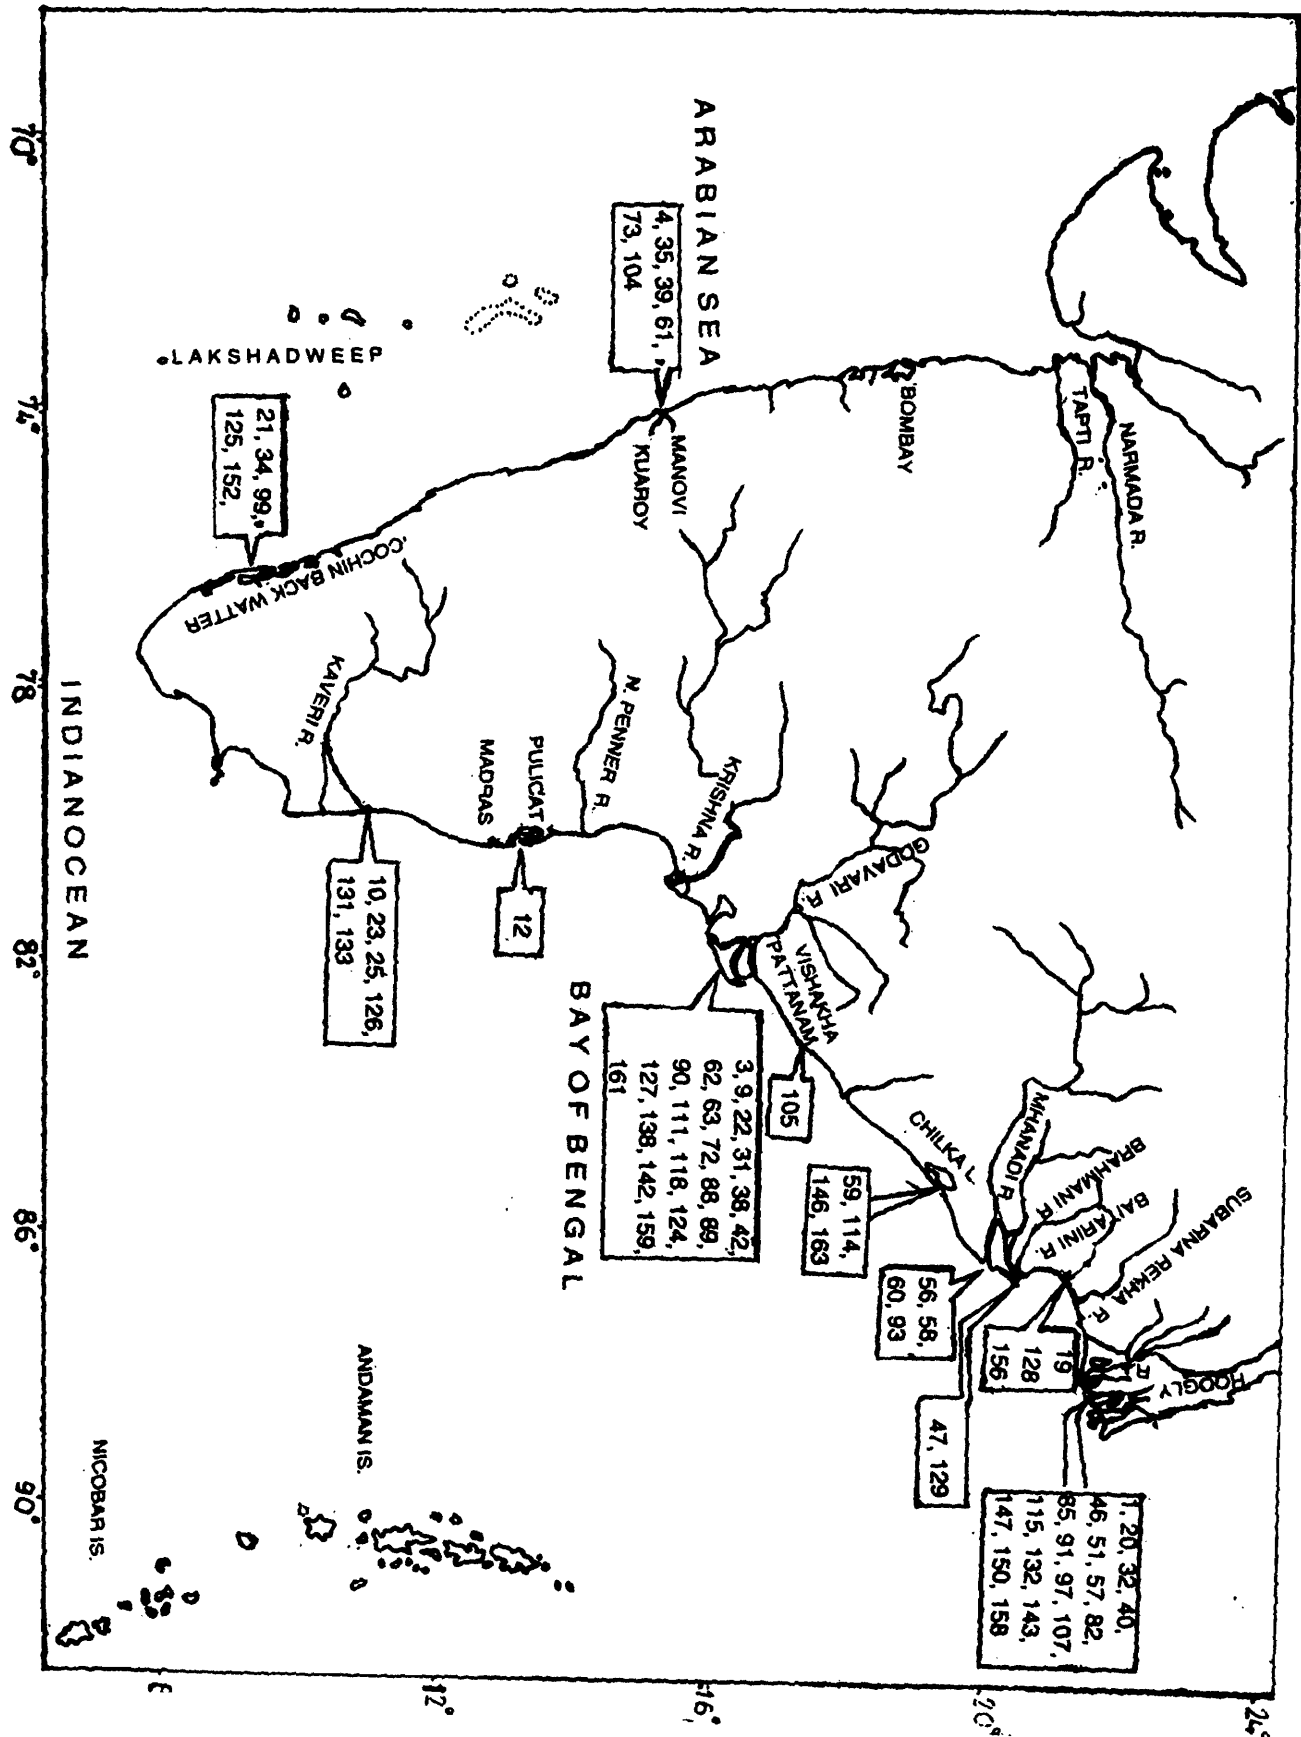 ARABIAN SEA
4, 35, 39, 61,
73, 104
LAKSHADWEEP
21, 34, 99,
125, 152,
COCHIN BACK WATTER
BOMBAY
MANOVI
KUAROY
TAPTI R.
NARMADA R.
KAVERI R.
MADRAS
PULICAT
N. PENNER R.
KRISHNA R.
GODAVARI R.
VISHAKHA
PATTANAM
CHILKA L
MHANADI R
BRAHMANI R
BAITARINI R.
SUBARNA REKHA
R.
HOOGLY
R
10, 23, 25, 126,
131, 133
12
3, 9, 22, 31, 38, 42,
62, 63, 72, 88, 89,
90, 111, 118, 124,
127, 138, 142, 159,
161
105
59, 114,
146, 163
56, 58,
60, 93
19
128
156
47, 129
1, 20, 32, 40,
46, 51, 57, 82,
85, 91, 97, 107,
115, 132, 143,
147, 150, 158
BAY OF BENGAL
INDIANOCEAN
ANDAMAN IS.
NICOBAR IS.
70°
74°
78
82°
86°
90°
12°
16°
20°
24°